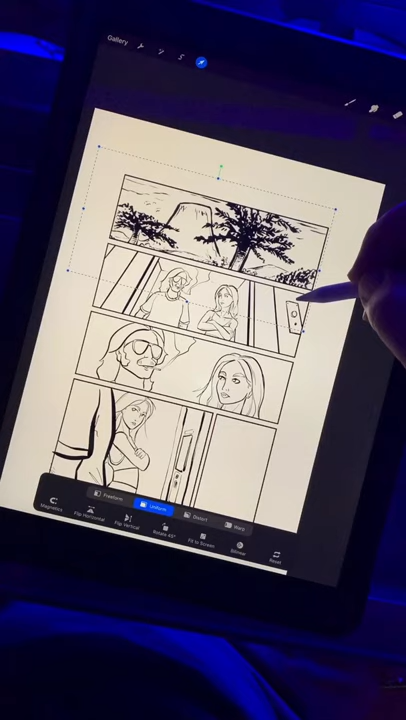 Gallery
Freeform
Uniform
Distort
Warp
Magnetics
Flip Horizontal
Flip Vertical
Rotate 45°
Fit to Screen
Bilinear
Reset